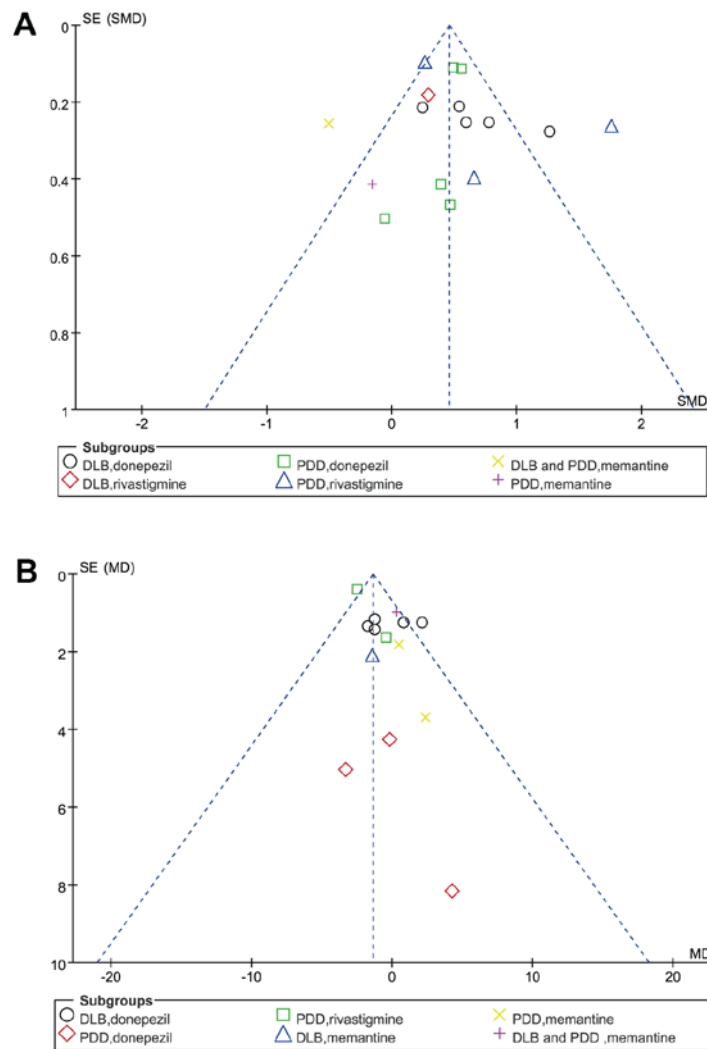 A
SE (SMD)
0
0.2
0.4
0.6
0.8
1
-2 -1 0 1 2
SMD
Subgroups
DLB,donepezil PDD,donepezil DLB and PDD,memantine
DLB,rivastigmine PDD,rivastigmine PDD,memantine
B
SE (MD)
0
2
4
6
8
10
-20 -10 0 10 20
MD
Subgroups
DLB,donepezil PDD,rivastigmine PDD,memantine
PDD,donepezil DLB,memantine DLB and PDD ,memantine